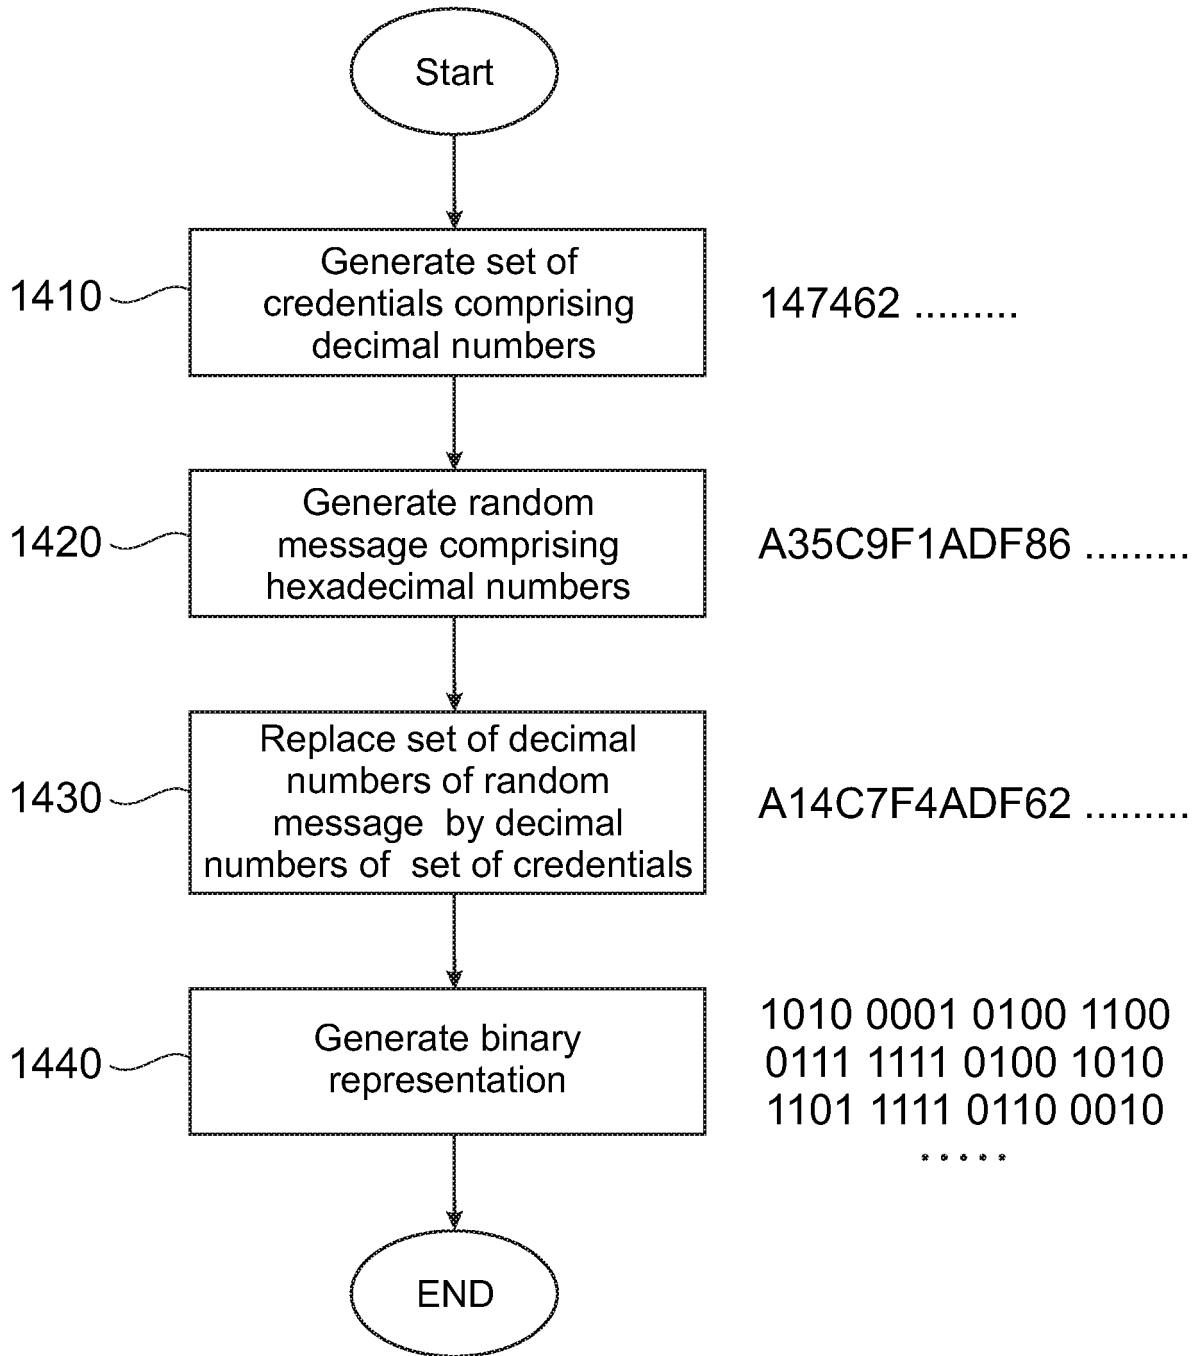 Start
Generate set of
credentials comprising
decimal numbers
1410
147462 .........
Generate random
message comprising
hexadecimal numbers
1420
A35C9F1ADF86 .........
Replace set of decimal
numbers of random
message by decimal
numbers of set of credentials
1430
A14C7F4ADF62 .........
Generate binary
representation
1440
1010 0001 0100 1100
0111 1111 0100 1010
1101 1111 0110 0010
.....
END